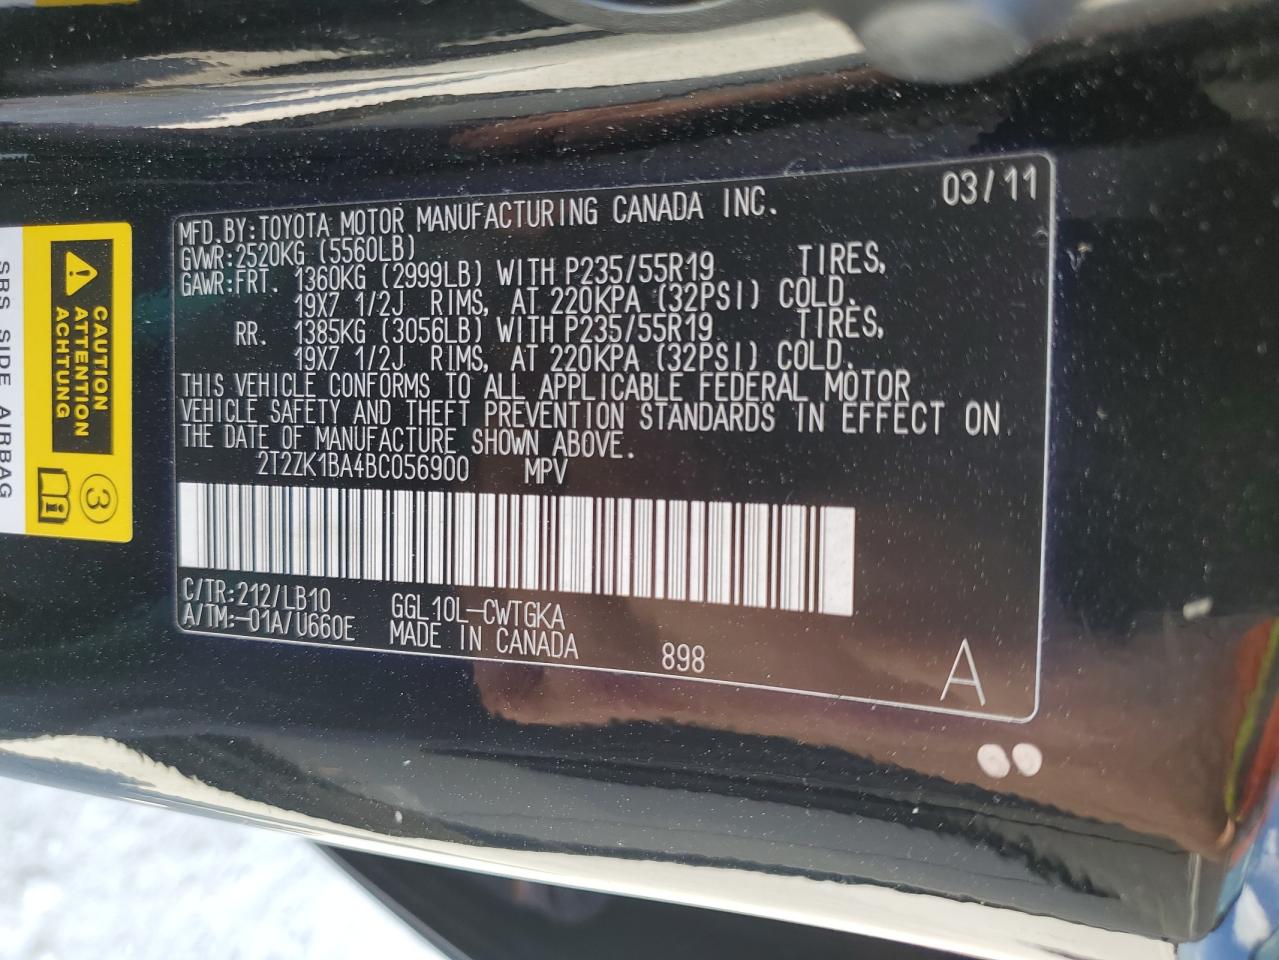 03/11
MFD.BY:TOYOTA MOTOR MANUFACTURING CANADA INC.
GVWR:2520KG (5560LB)
GAWR:FRT. 1360KG (2999LB) WITH P235/55R19 TIRES,
19X7 1/2J RIMS, AT 220KPA (32PSI) COLD.
RR. 1385KG (3056LB) WITH P235/55R19 TIRES,
19X7 1/2J RIMS, AT 220KPA (32PSI) COLD.
THIS VEHICLE CONFORMS TO ALL APPLICABLE FEDERAL MOTOR
VEHICLE SAFETY AND THEFT PREVENTION STANDARDS IN EFFECT ON
THE DATE OF MANUFACTURE SHOWN ABOVE.
2T2ZK1BA4BC056900 MPV
C/TR:212/LB10 GGL10L-CWTGKA
A/TM:-01A/U660E MADE IN CANADA 898
A
CAUTION
ATTENTION
ACHTUNG
3
SRS SIDE AIRBAG